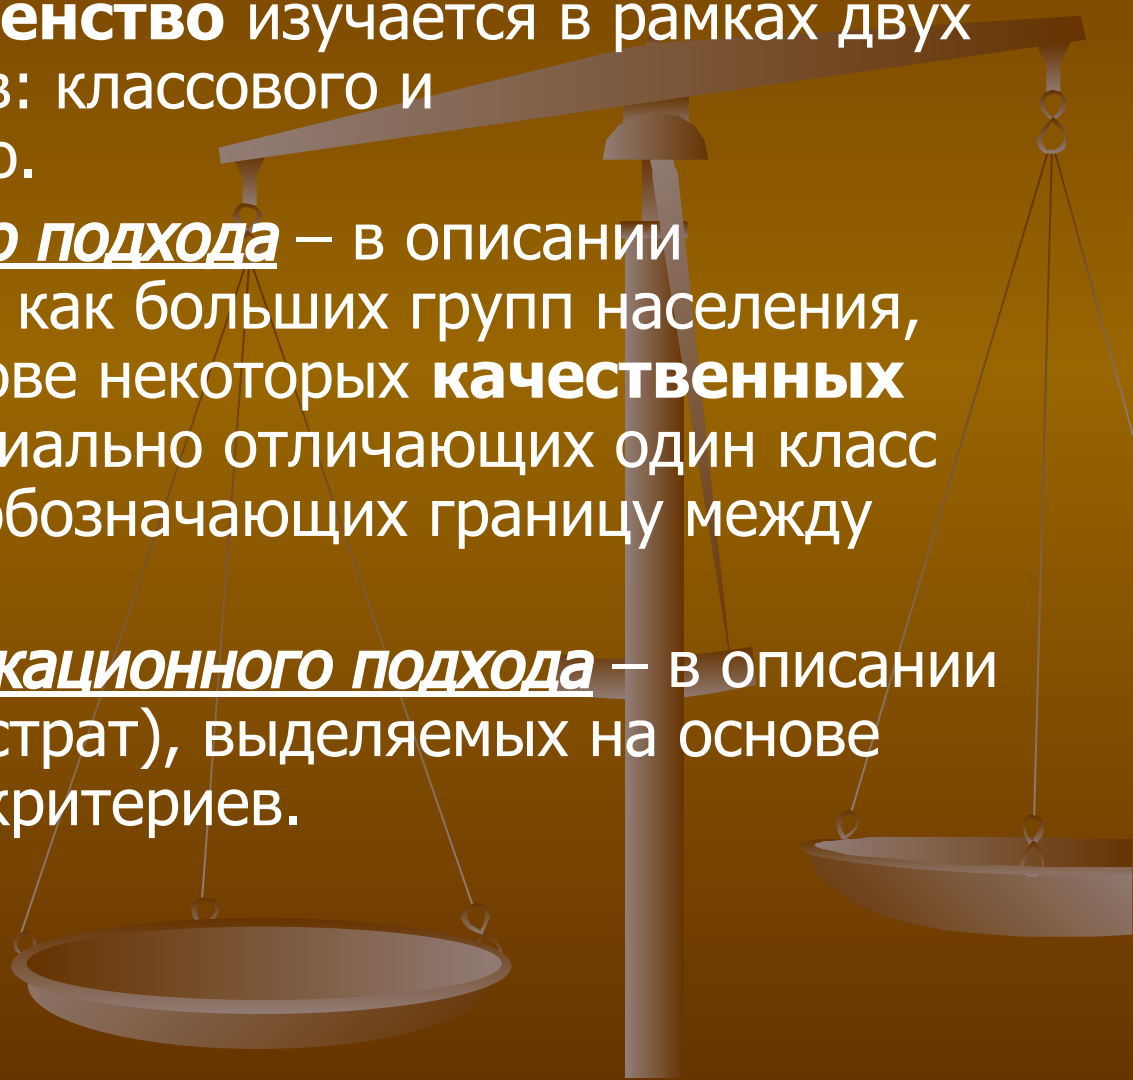 енство изучается в рамках двух
в: классового и
о.
о подхода – в описании
как больших групп населения,
ове некоторых качественных
иально отличающих один класс
обозначающих границу между
кационного подхода – в описании
страт), выделяемых на основе
критериев.